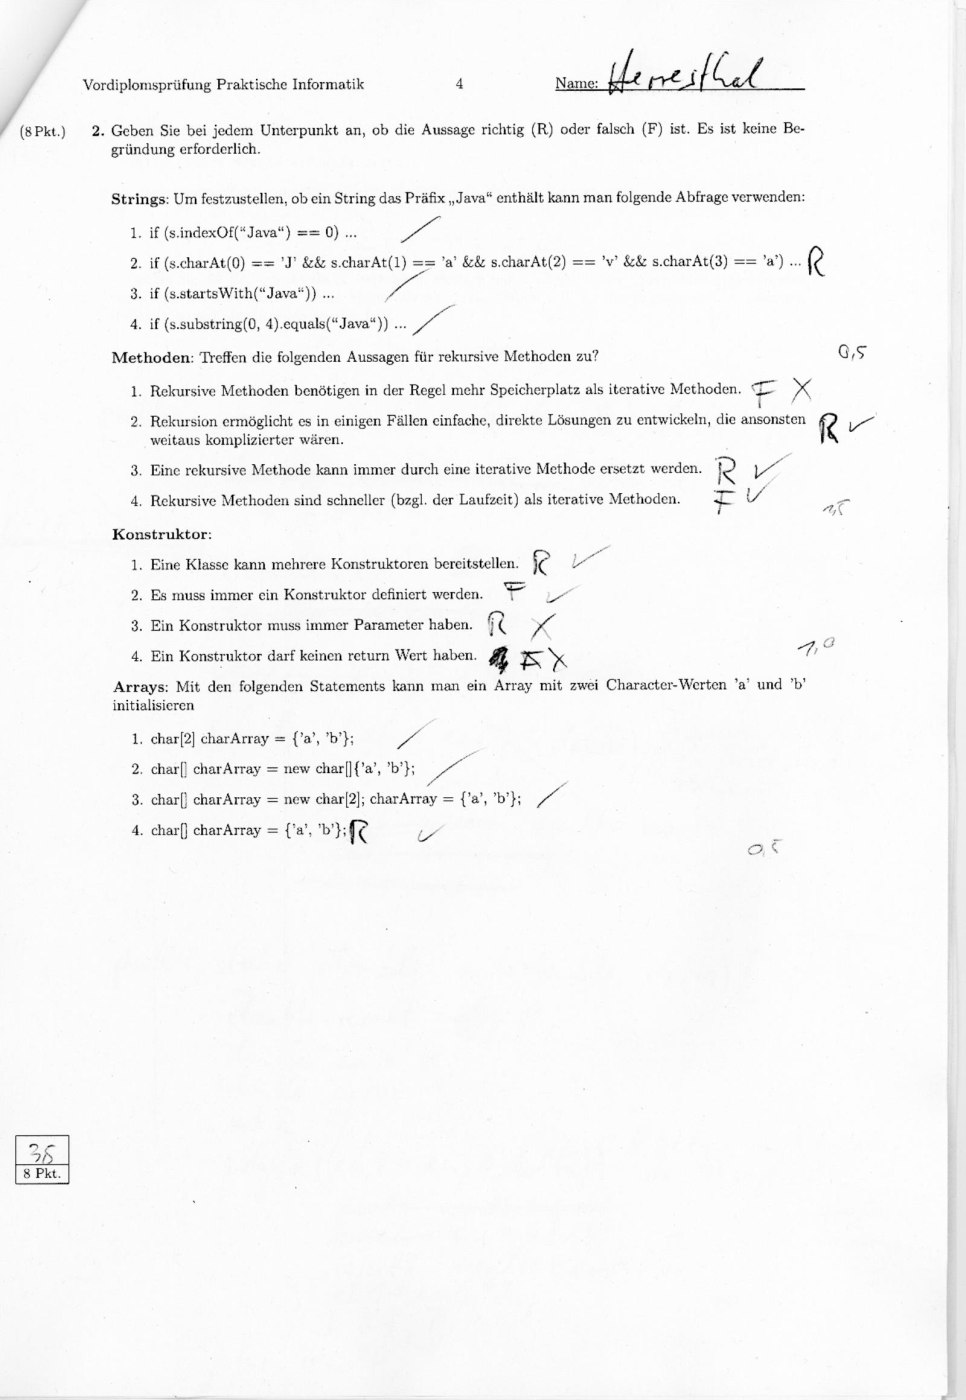 Vordiplomsprüfung Praktische Informatik 4 Name: Herresthal
(8 Pkt.) 2. Geben Sie bei jedem Unterpunkt an, ob die Aussage richtig (R) oder falsch (F) ist. Es ist keine Be-
gründung erforderlich.
Strings: Um festzustellen, ob ein String das Präfix „Java“ enthält kann man folgende Abfrage verwenden:
1. if (s.indexOf(“Java“) == 0) ...
2. if (s.charAt(0) == 'J' && s.charAt(1) == 'a' && s.charAt(2) == 'v' && s.charAt(3) == 'a') ... R
3. if (s.startsWith(“Java“)) ...
4. if (s.substring(0, 4).equals(“Java“)) ...
0,5
Methoden: Treffen die folgenden Aussagen für rekursive Methoden zu?
1. Rekursive Methoden benötigen in der Regel mehr Speicherplatz als iterative Methoden. F X
2. Rekursion ermöglicht es in einigen Fällen einfache, direkte Lösungen zu entwickeln, die ansonsten R ✓
weitaus komplizierter wären.
3. Eine rekursive Methode kann immer durch eine iterative Methode ersetzt werden. R ✓
4. Rekursive Methoden sind schneller (bzgl. der Laufzeit) als iterative Methoden. F ✓
1,5
Konstruktor:
1. Eine Klasse kann mehrere Konstruktoren bereitstellen. R ✓
2. Es muss immer ein Konstruktor definiert werden. F ✓
3. Ein Konstruktor muss immer Parameter haben. R X
4. Ein Konstruktor darf keinen return Wert haben. F X
1,0
Arrays: Mit den folgenden Statements kann man ein Array mit zwei Character-Werten 'a' und 'b'
initialisieren
1. char[2] charArray = {'a', 'b'};
2. char[] charArray = new char[]{'a', 'b'};
3. char[] charArray = new char[2]; charArray = {'a', 'b'};
4. char[] charArray = {'a', 'b'}; R ✓
0,5
35
8 Pkt.